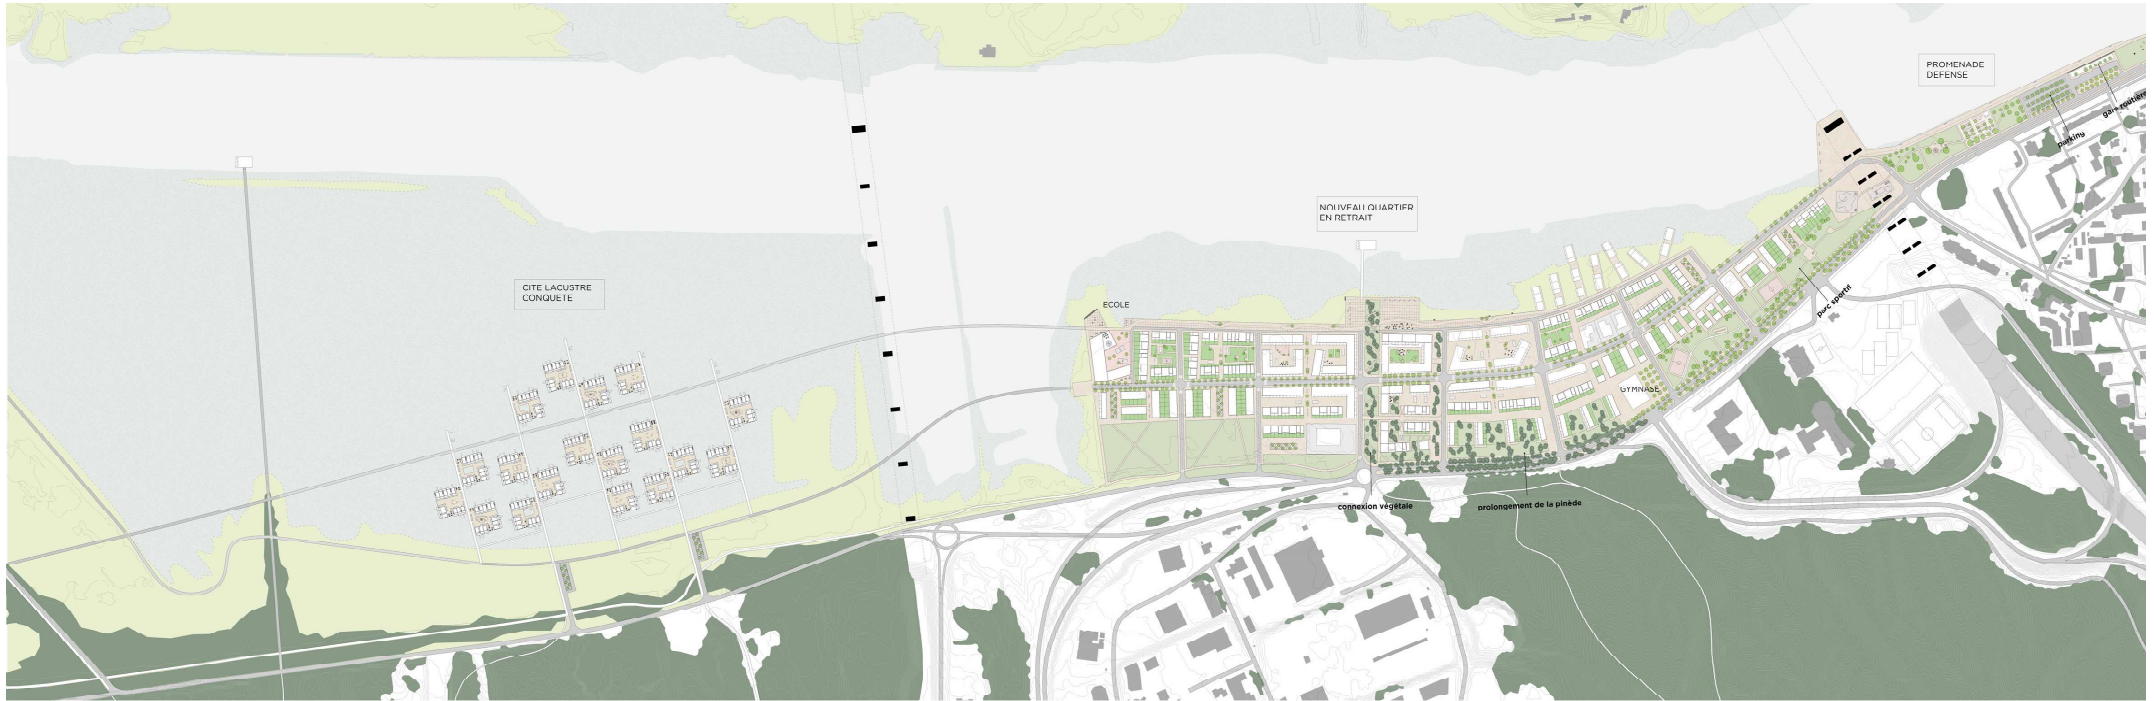 PROMENADE
DEFENSE
gare routière
parking
NOUVEAU QUARTIER
EN RETRAIT
CITE LACUSTRE
CONQUETE
ECOLE
parc sportif
GYMNASE
connexion végétale
prolongement de la pinède